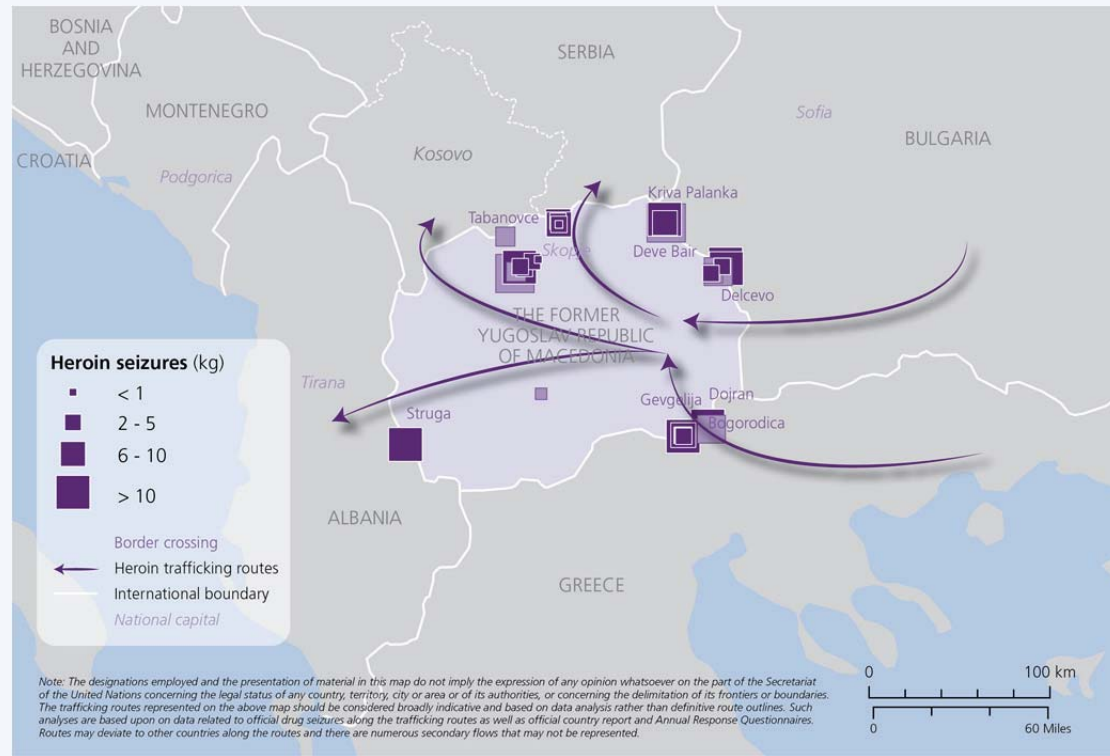 BOSNIA
AND
HERZEGOVINA
SERBIA
MONTENEGRO
Sofia
BULGARIA
CROATIA
Kosovo
Podgorica
Kriva Palanka
Tabanovce
Skopje
Deve Bair
Delcevo
THE FORMER
YUGOSLAV REPUBLIC
OF MACEDONIA
Heroin seizures (kg)
< 1
2 - 5
6 - 10
> 10
Border crossing
Heroin trafficking routes
International boundary
National capital
Tirana
Struga
Gevgelija
Dojran
Bogorodica
ALBANIA
GREECE
0
100 km
0
60 Miles
Note: The designations employed and the presentation of material in this map do not imply the expression of any opinion whatsoever on the part of the Secretariat
of the United Nations concerning the legal status of any country, territory, city or area or of its authorities, or concerning the delimitation of its frontiers or boundaries.
The trafficking routes represented on the above map should be considered broadly indicative and based on data analysis rather than definitive route outlines. Such
analyses are based upon on data related to official drug seizures along the trafficking routes as well as official country report and Annual Response Questionnaires.
Routes may deviate to other countries along the routes and there are numerous secondary flows that may not be represented.